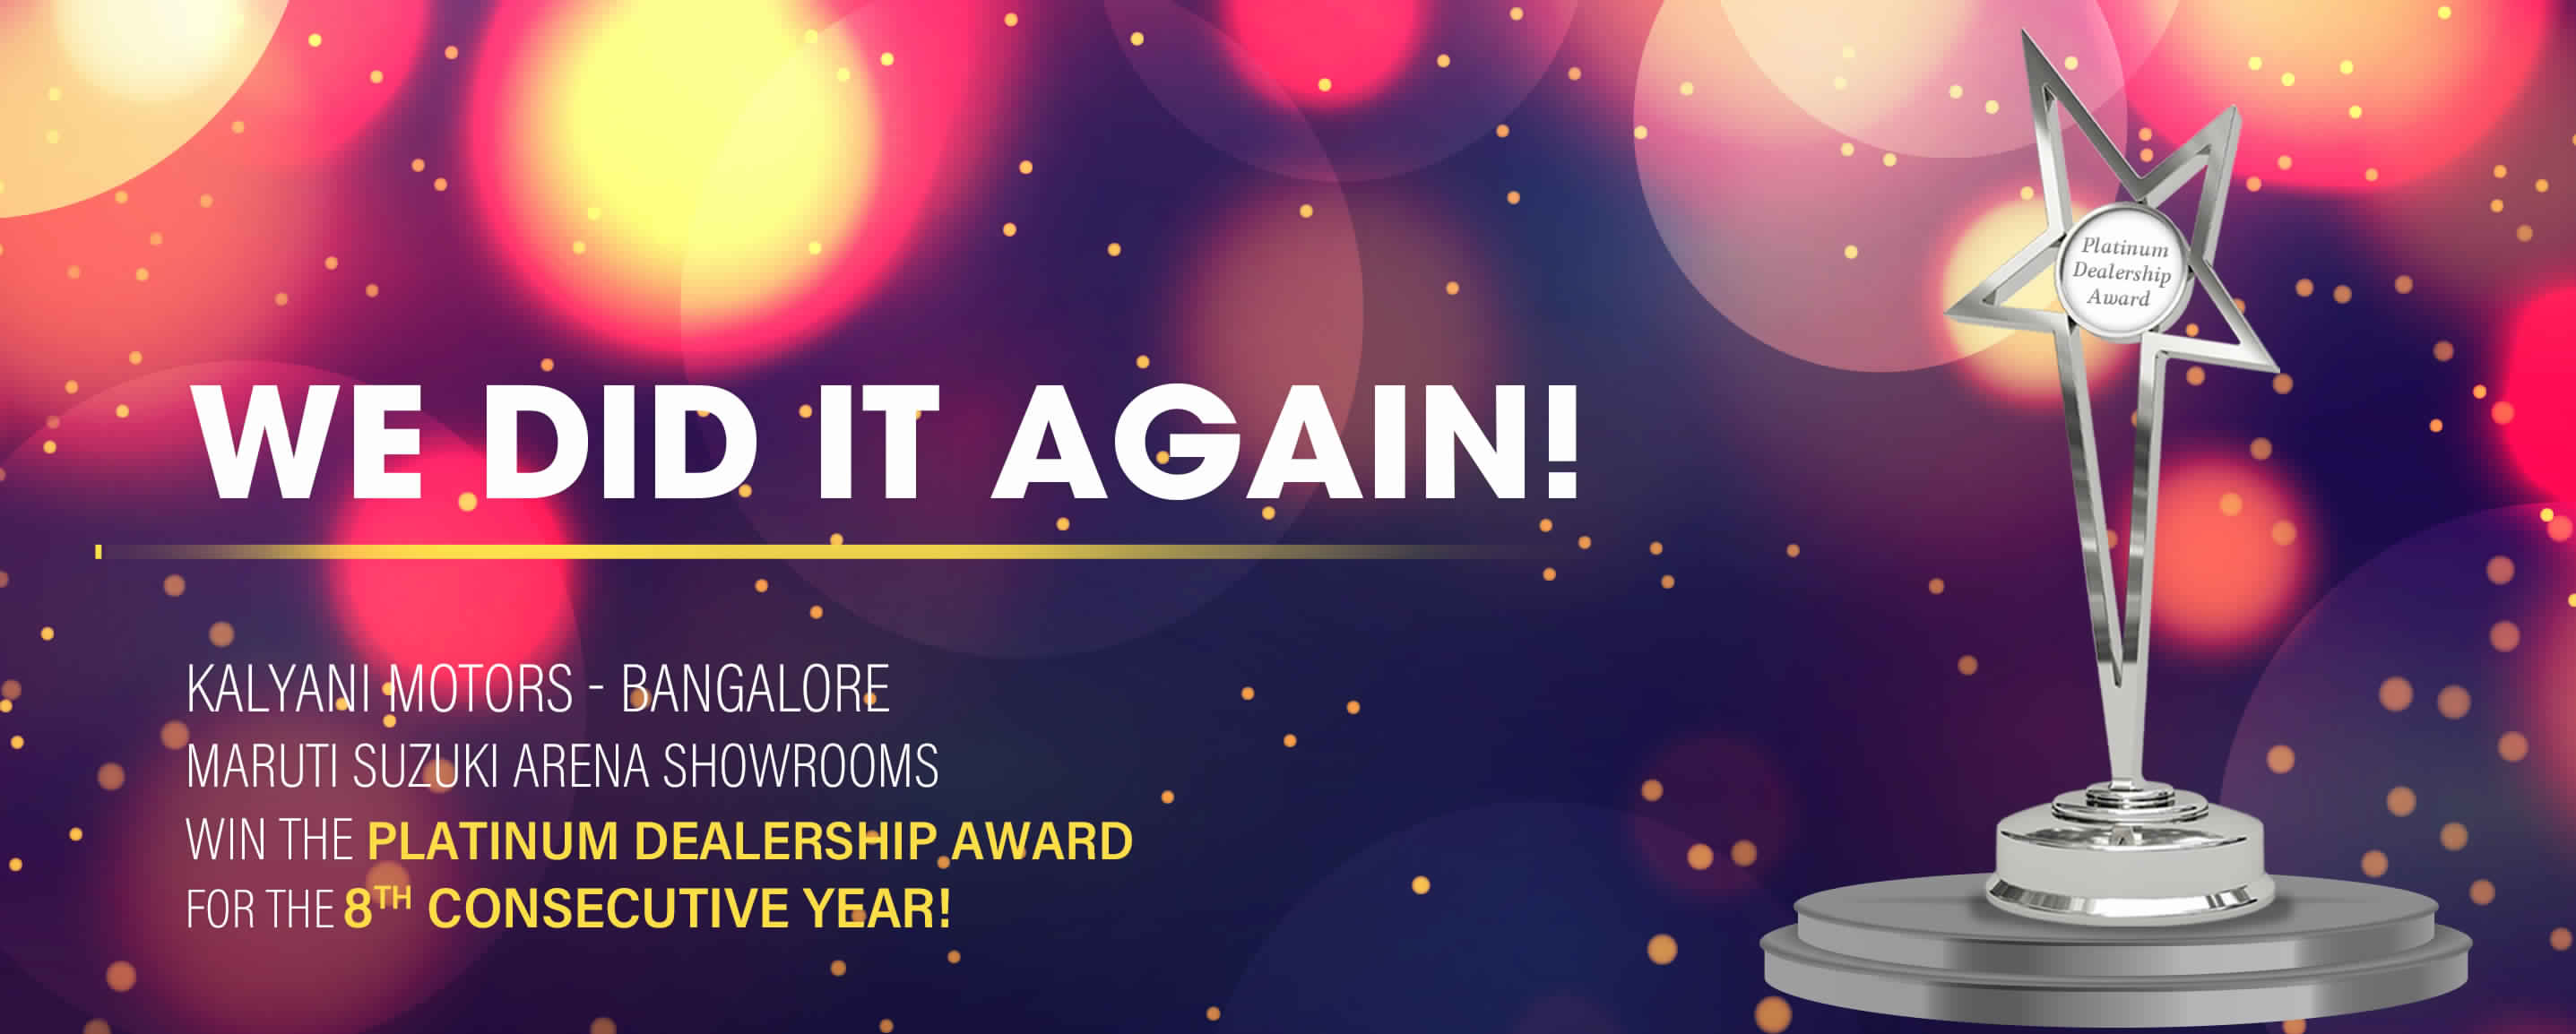 WE DID IT AGAIN!
KALYANI MOTORS - BANGALORE
MARUTI SUZUKI ARENA SHOWROOMS
WIN THE PLATINUM DEALERSHIP AWARD
FOR THE 8TH CONSECUTIVE YEAR!
Platinum
Dealership
Award